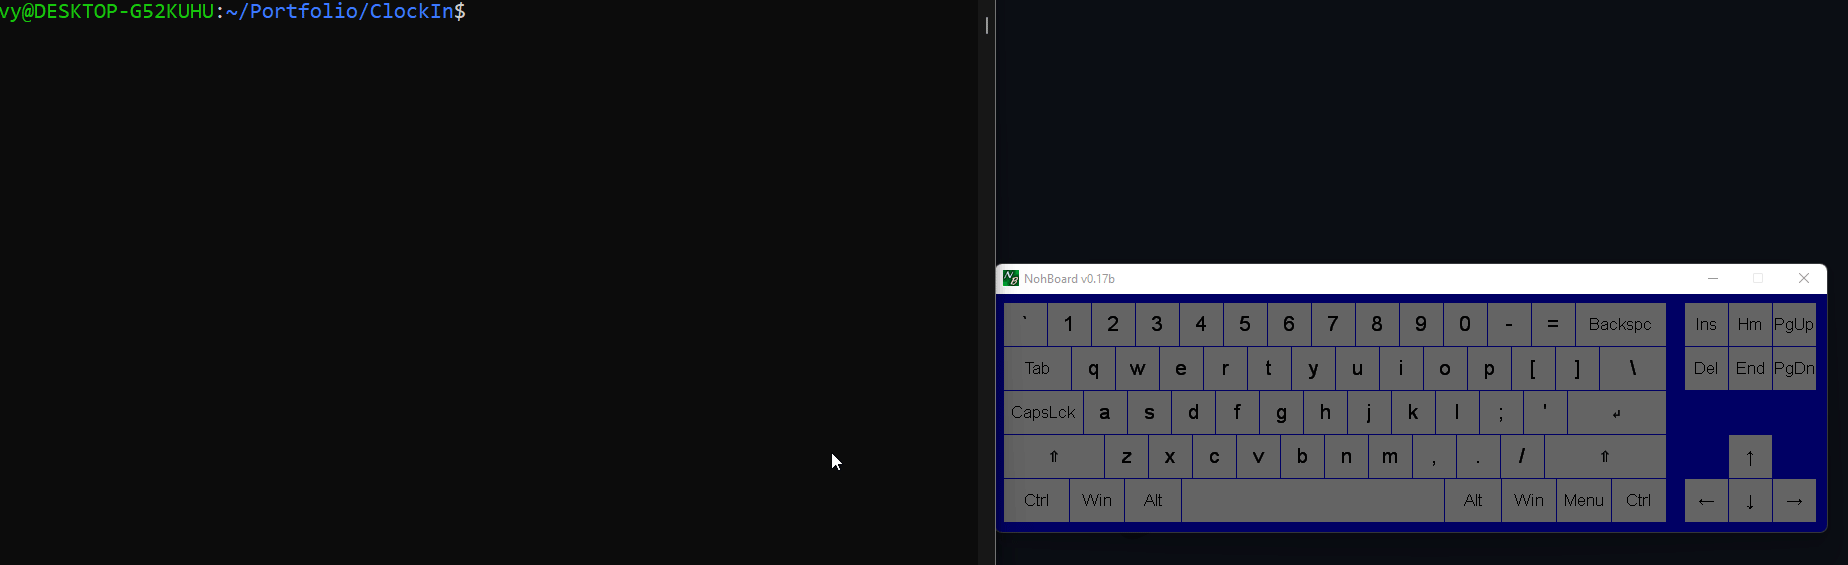 vy@DESKTOP-G52KUHU:~/Portfolio/ClockIn$
NohBoard v0.17b
` 1 2 3 4 5 6 7 8 9 0 - = Backspc Ins Hm PgUp
Tab q w e r t y u i o p [ ] \ Del End PgDn
CapsLck a s d f g h j k l ; ' ↲
⇑ z x c v b n m , . / ⇑ ↑
Ctrl Win Alt Alt Win Menu Ctrl ← ↓ →